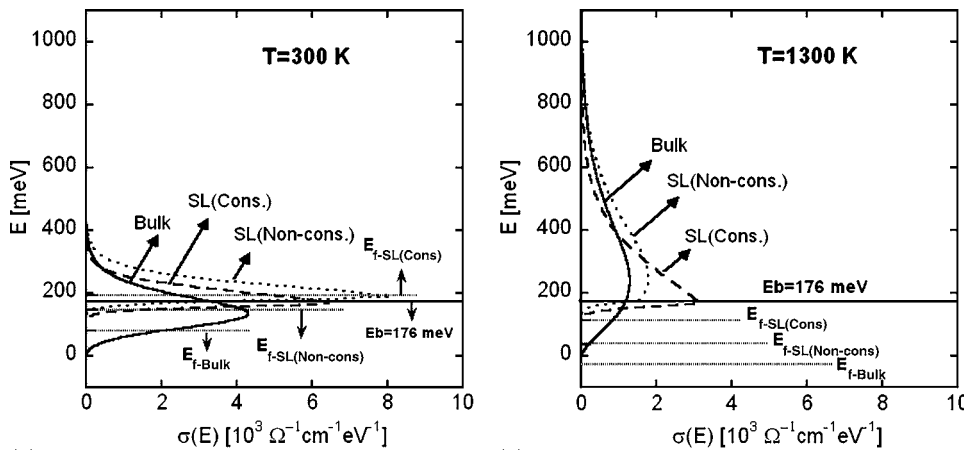 T=300 K
E [meV]
1000
800
600
400
200
0
Bulk
SL(Cons.)
SL(Non-cons.)
E_f-SL(Cons)
Eb=176 meV
E_f-SL(Non-cons)
E_f-Bulk
0 2 4 6 8 10
σ(E) [10³ Ω⁻¹cm⁻¹eV⁻¹]
T=1300 K
E [meV]
1000
800
600
400
200
0
Bulk
SL(Non-cons.)
SL(Cons.)
Eb=176 meV
E_f-SL(Cons)
E_f-SL(Non-cons)
E_f-Bulk
0 2 4 6 8 10
σ(E) [10³ Ω⁻¹cm⁻¹eV⁻¹]